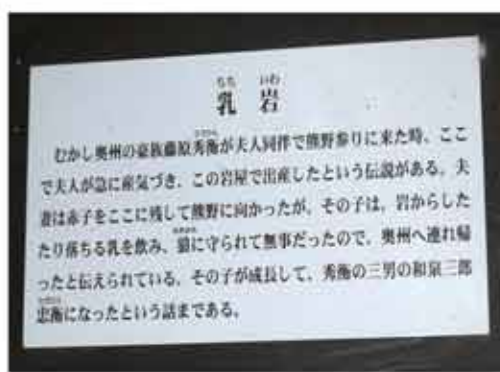 乳岩
むかし奥州の豪族藤原秀衡が夫人同伴で熊野参りに来た時、ここ
で夫人が急に産気づき、この岩屋で出産したという伝説がある。夫
妻は赤子をここに残して熊野に向かったが、その子は、岩からした
たり落ちる乳を飲み、狼に守られて無事だったので、奥州へ連れ帰
ったと伝えられている。その子が成長して、秀衡の三男の和泉三郎
忠衡になったという話まである。